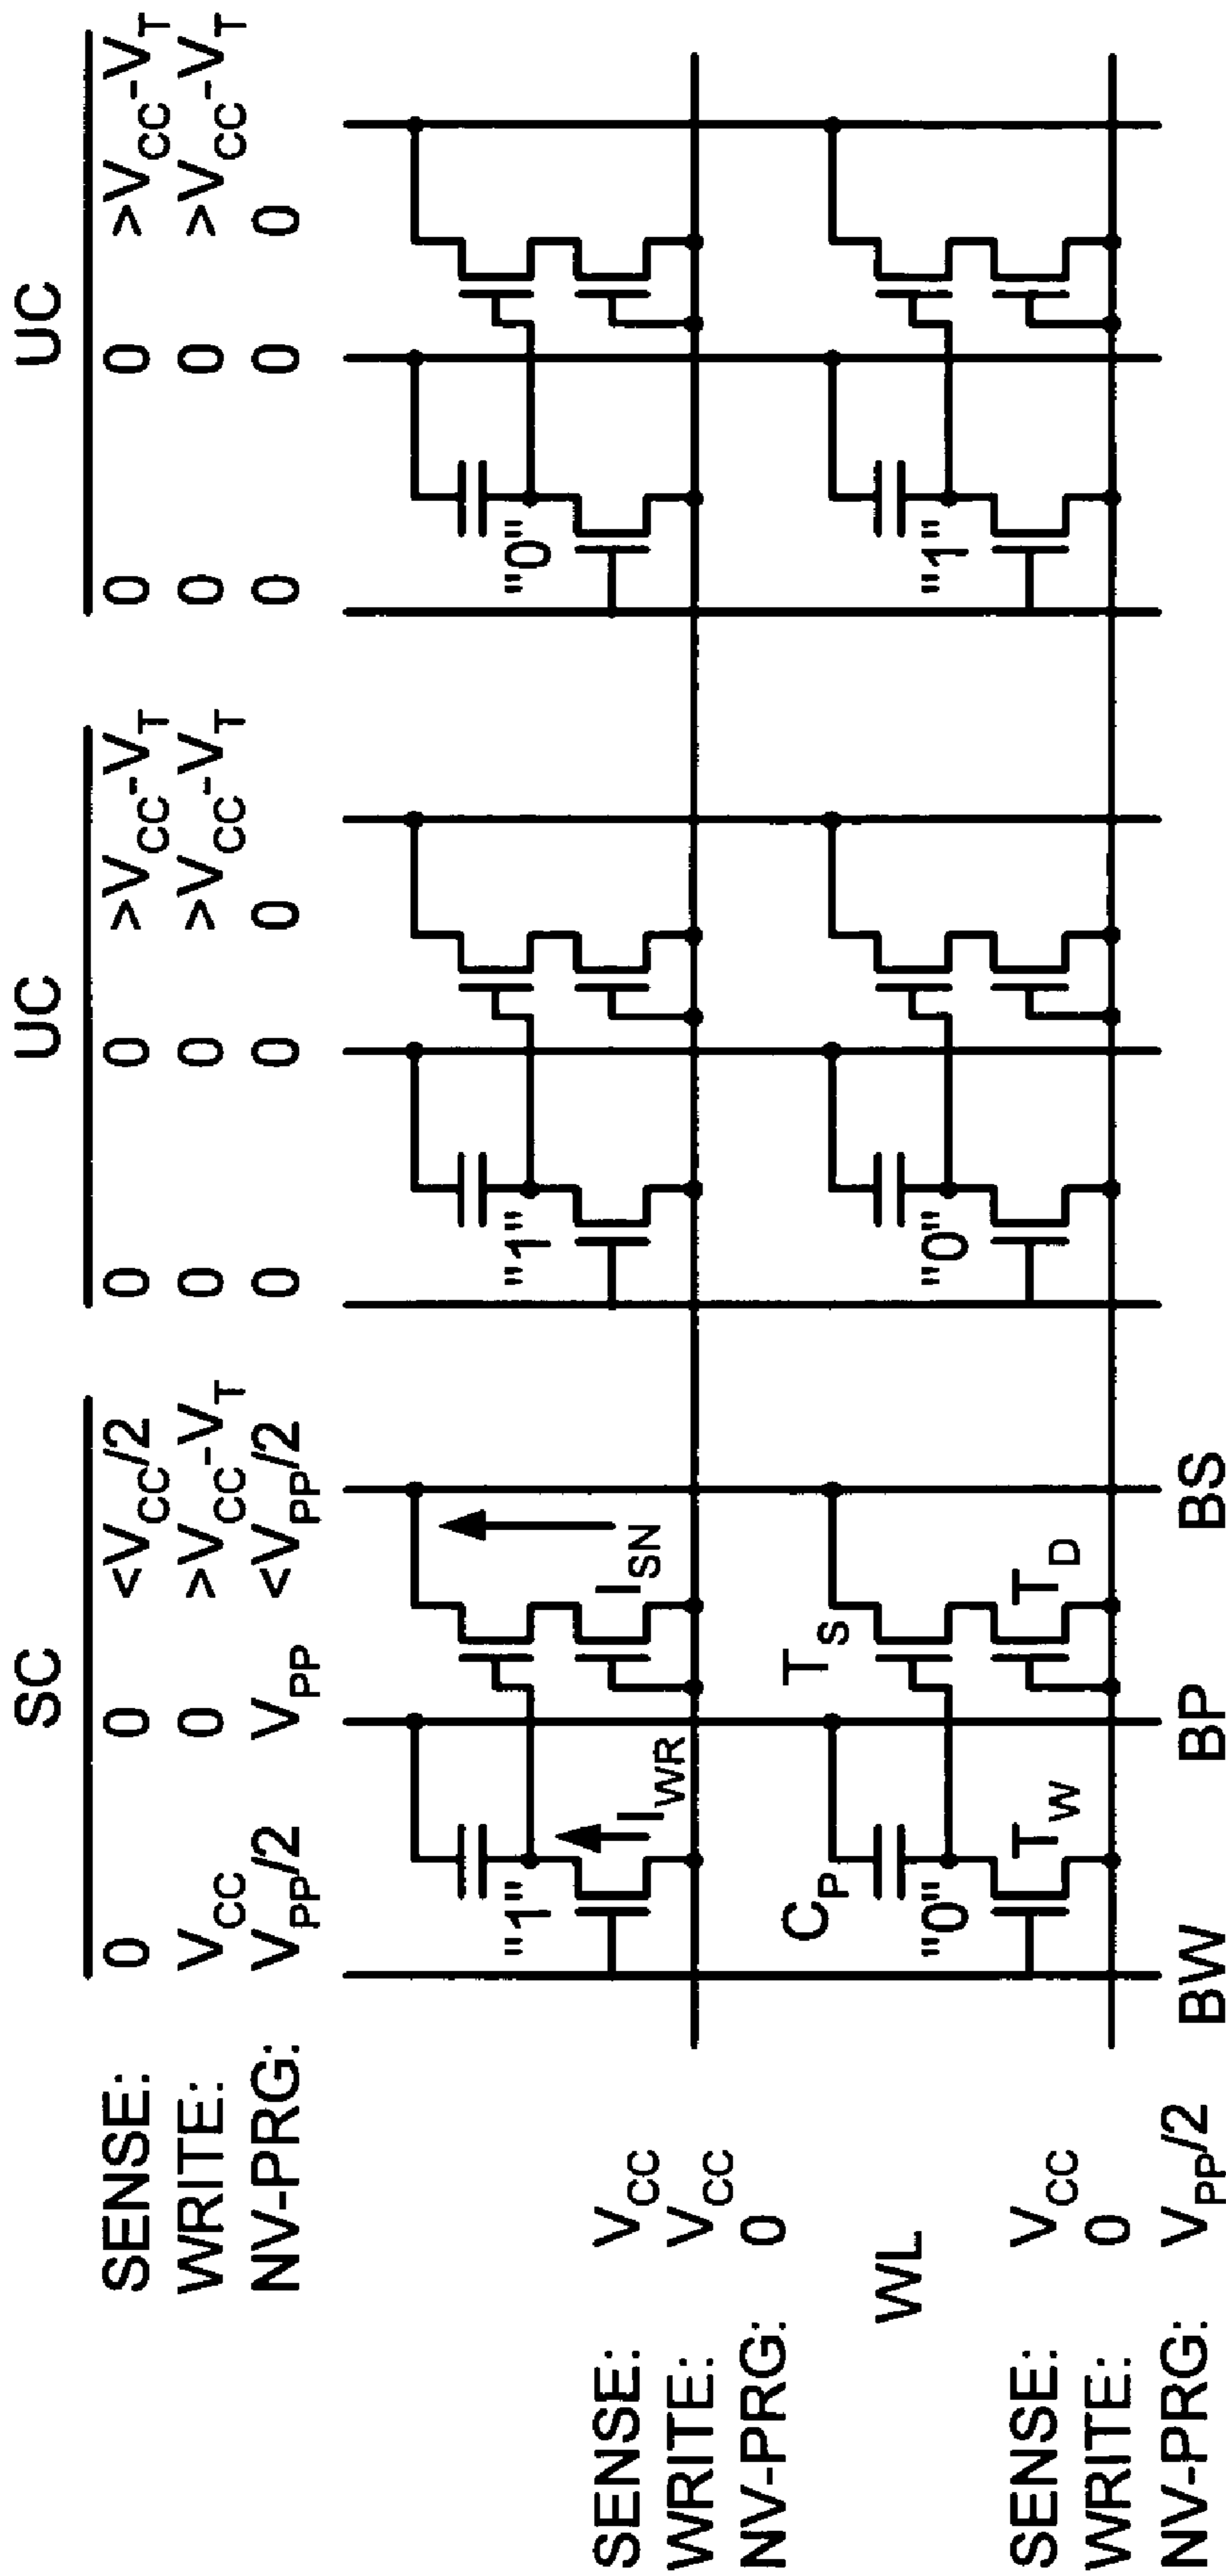 SC UC UC
SENSE: 0 0 <V_CC/2 0 0 >V_CC-V_T 0 0 >V_CC-V_T
WRITE: V_CC 0 >V_CC-V_T 0 0 >V_CC-V_T 0 0 >V_CC-V_T
NV-PRG: V_PP/2 V_PP <V_PP/2 0 0 0 0 0 0
"1" "1" "0"
I_WR I_SN
SENSE: V_CC
WRITE: V_CC
NV-PRG: 0
C_P T_S
WL
"0" "0" "1"
T_W T_D
SENSE: V_CC
WRITE: 0
NV-PRG: V_PP/2
BW BP BS